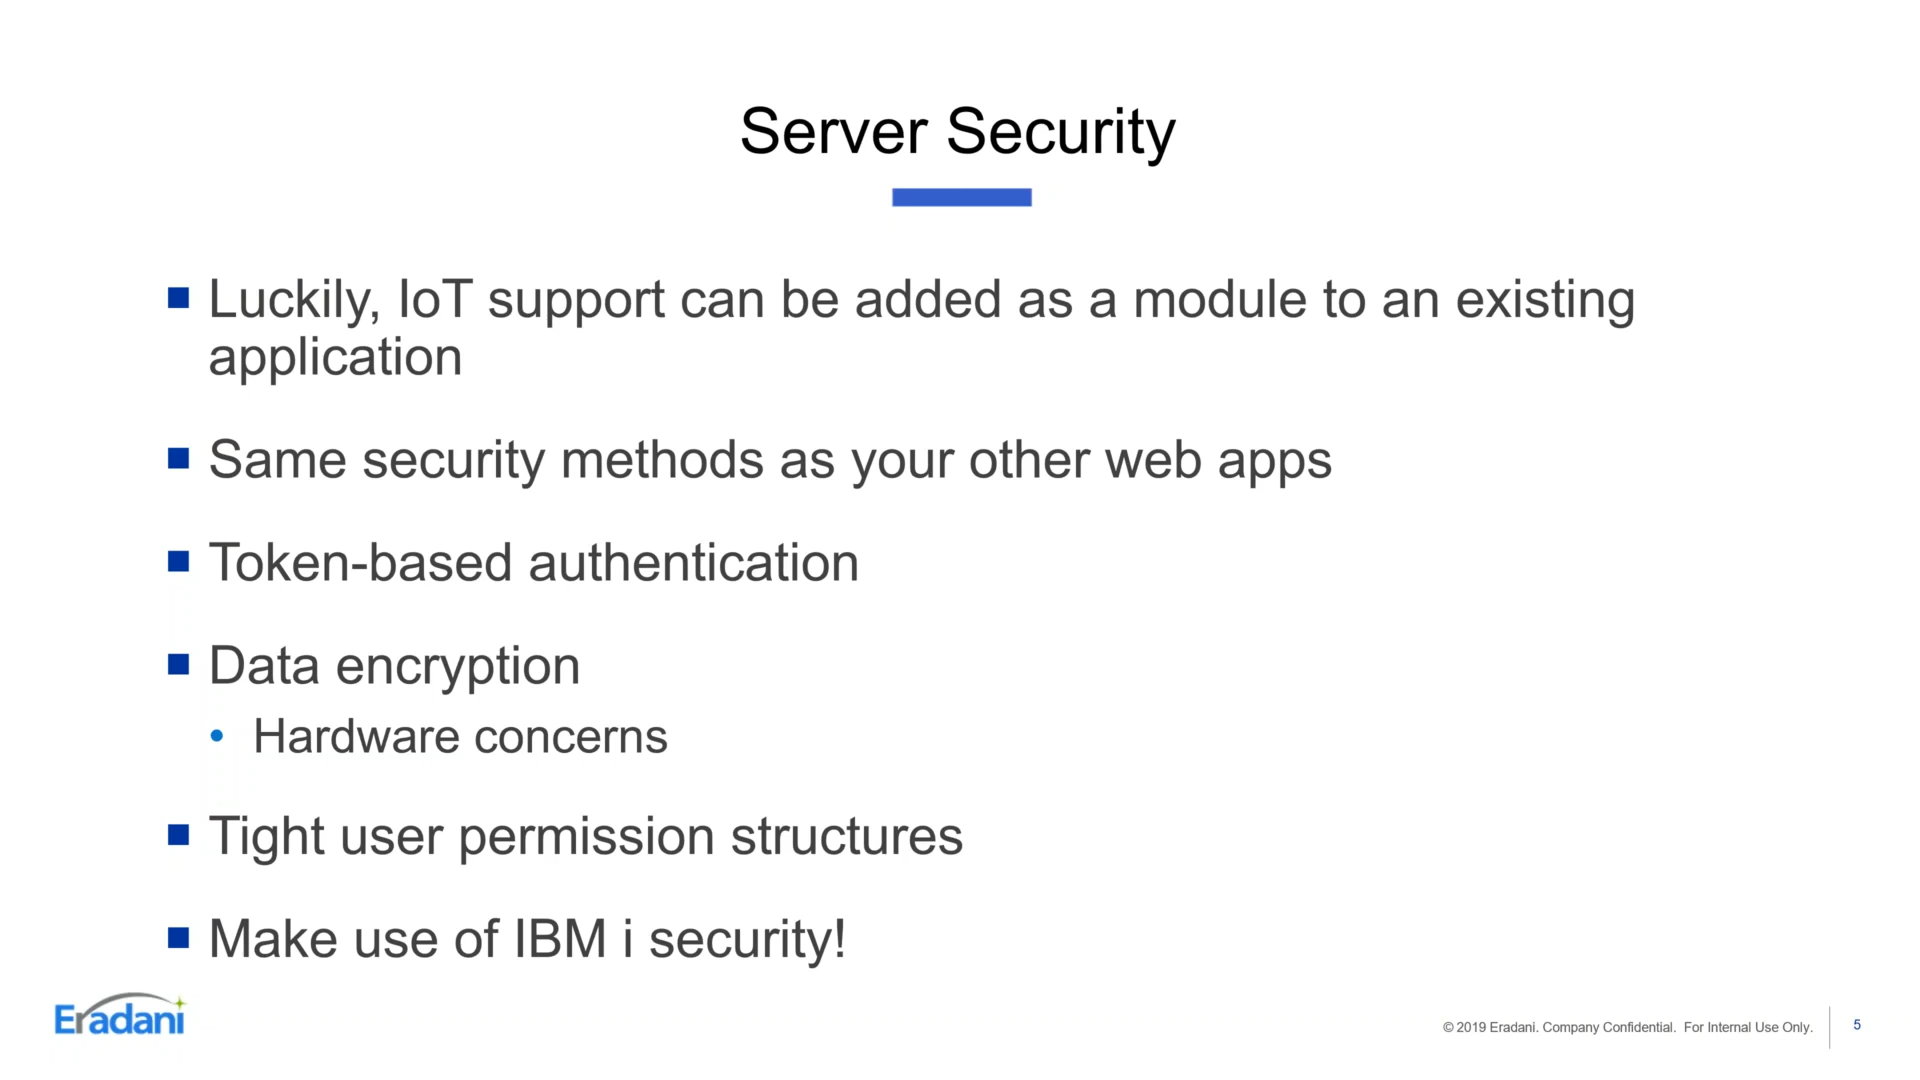 Server Security
Luckily, IoT support can be added as a module to an existing
application
Same security methods as your other web apps
Token-based authentication
Data encryption
Hardware concerns
Tight user permission structures
Make use of IBM i security!
Eradani
© 2019 Eradani. Company Confidential. For Internal Use Only.
5